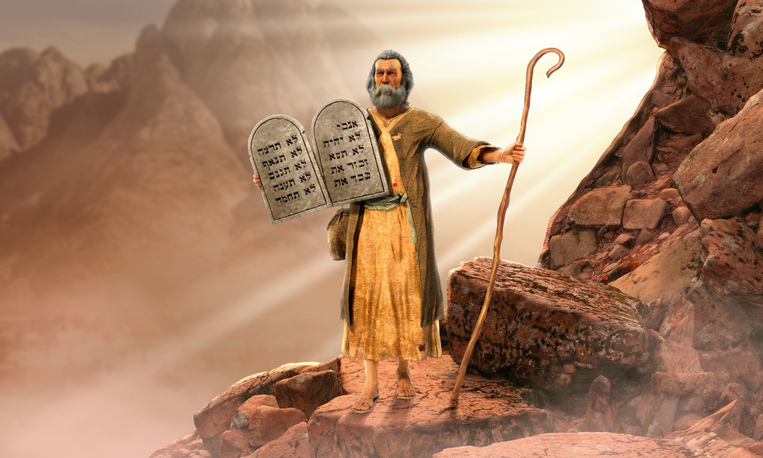 אנכי
לא יהיה
לא תשא
זכור את
כבד את
לא תרצח
לא תנאף
לא תגנב
לא תענה
לא תחמד